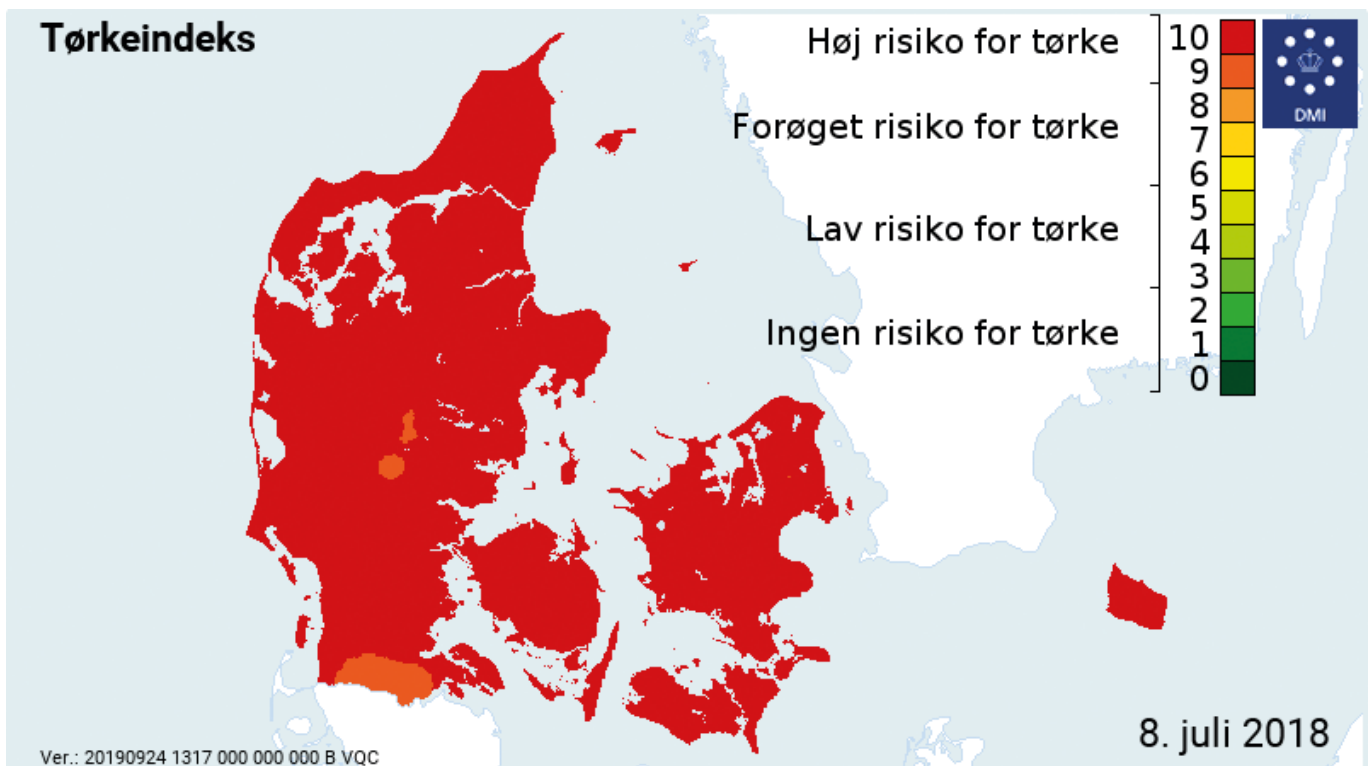 Tørkeindeks
Høj risiko for tørke
Forøget risiko for tørke
Lav risiko for tørke
Ingen risiko for tørke
10
9
8
7
6
5
4
3
2
1
0
DMI
8. juli 2018
Ver.: 20190924 1317 000 000 000 B VQC